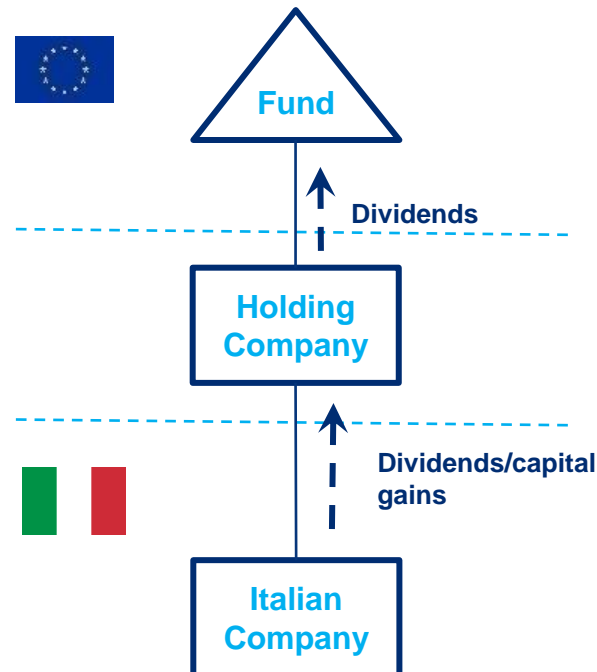 Fund
Dividends
Holding
Company
Dividends/capital
gains
Italian
Company